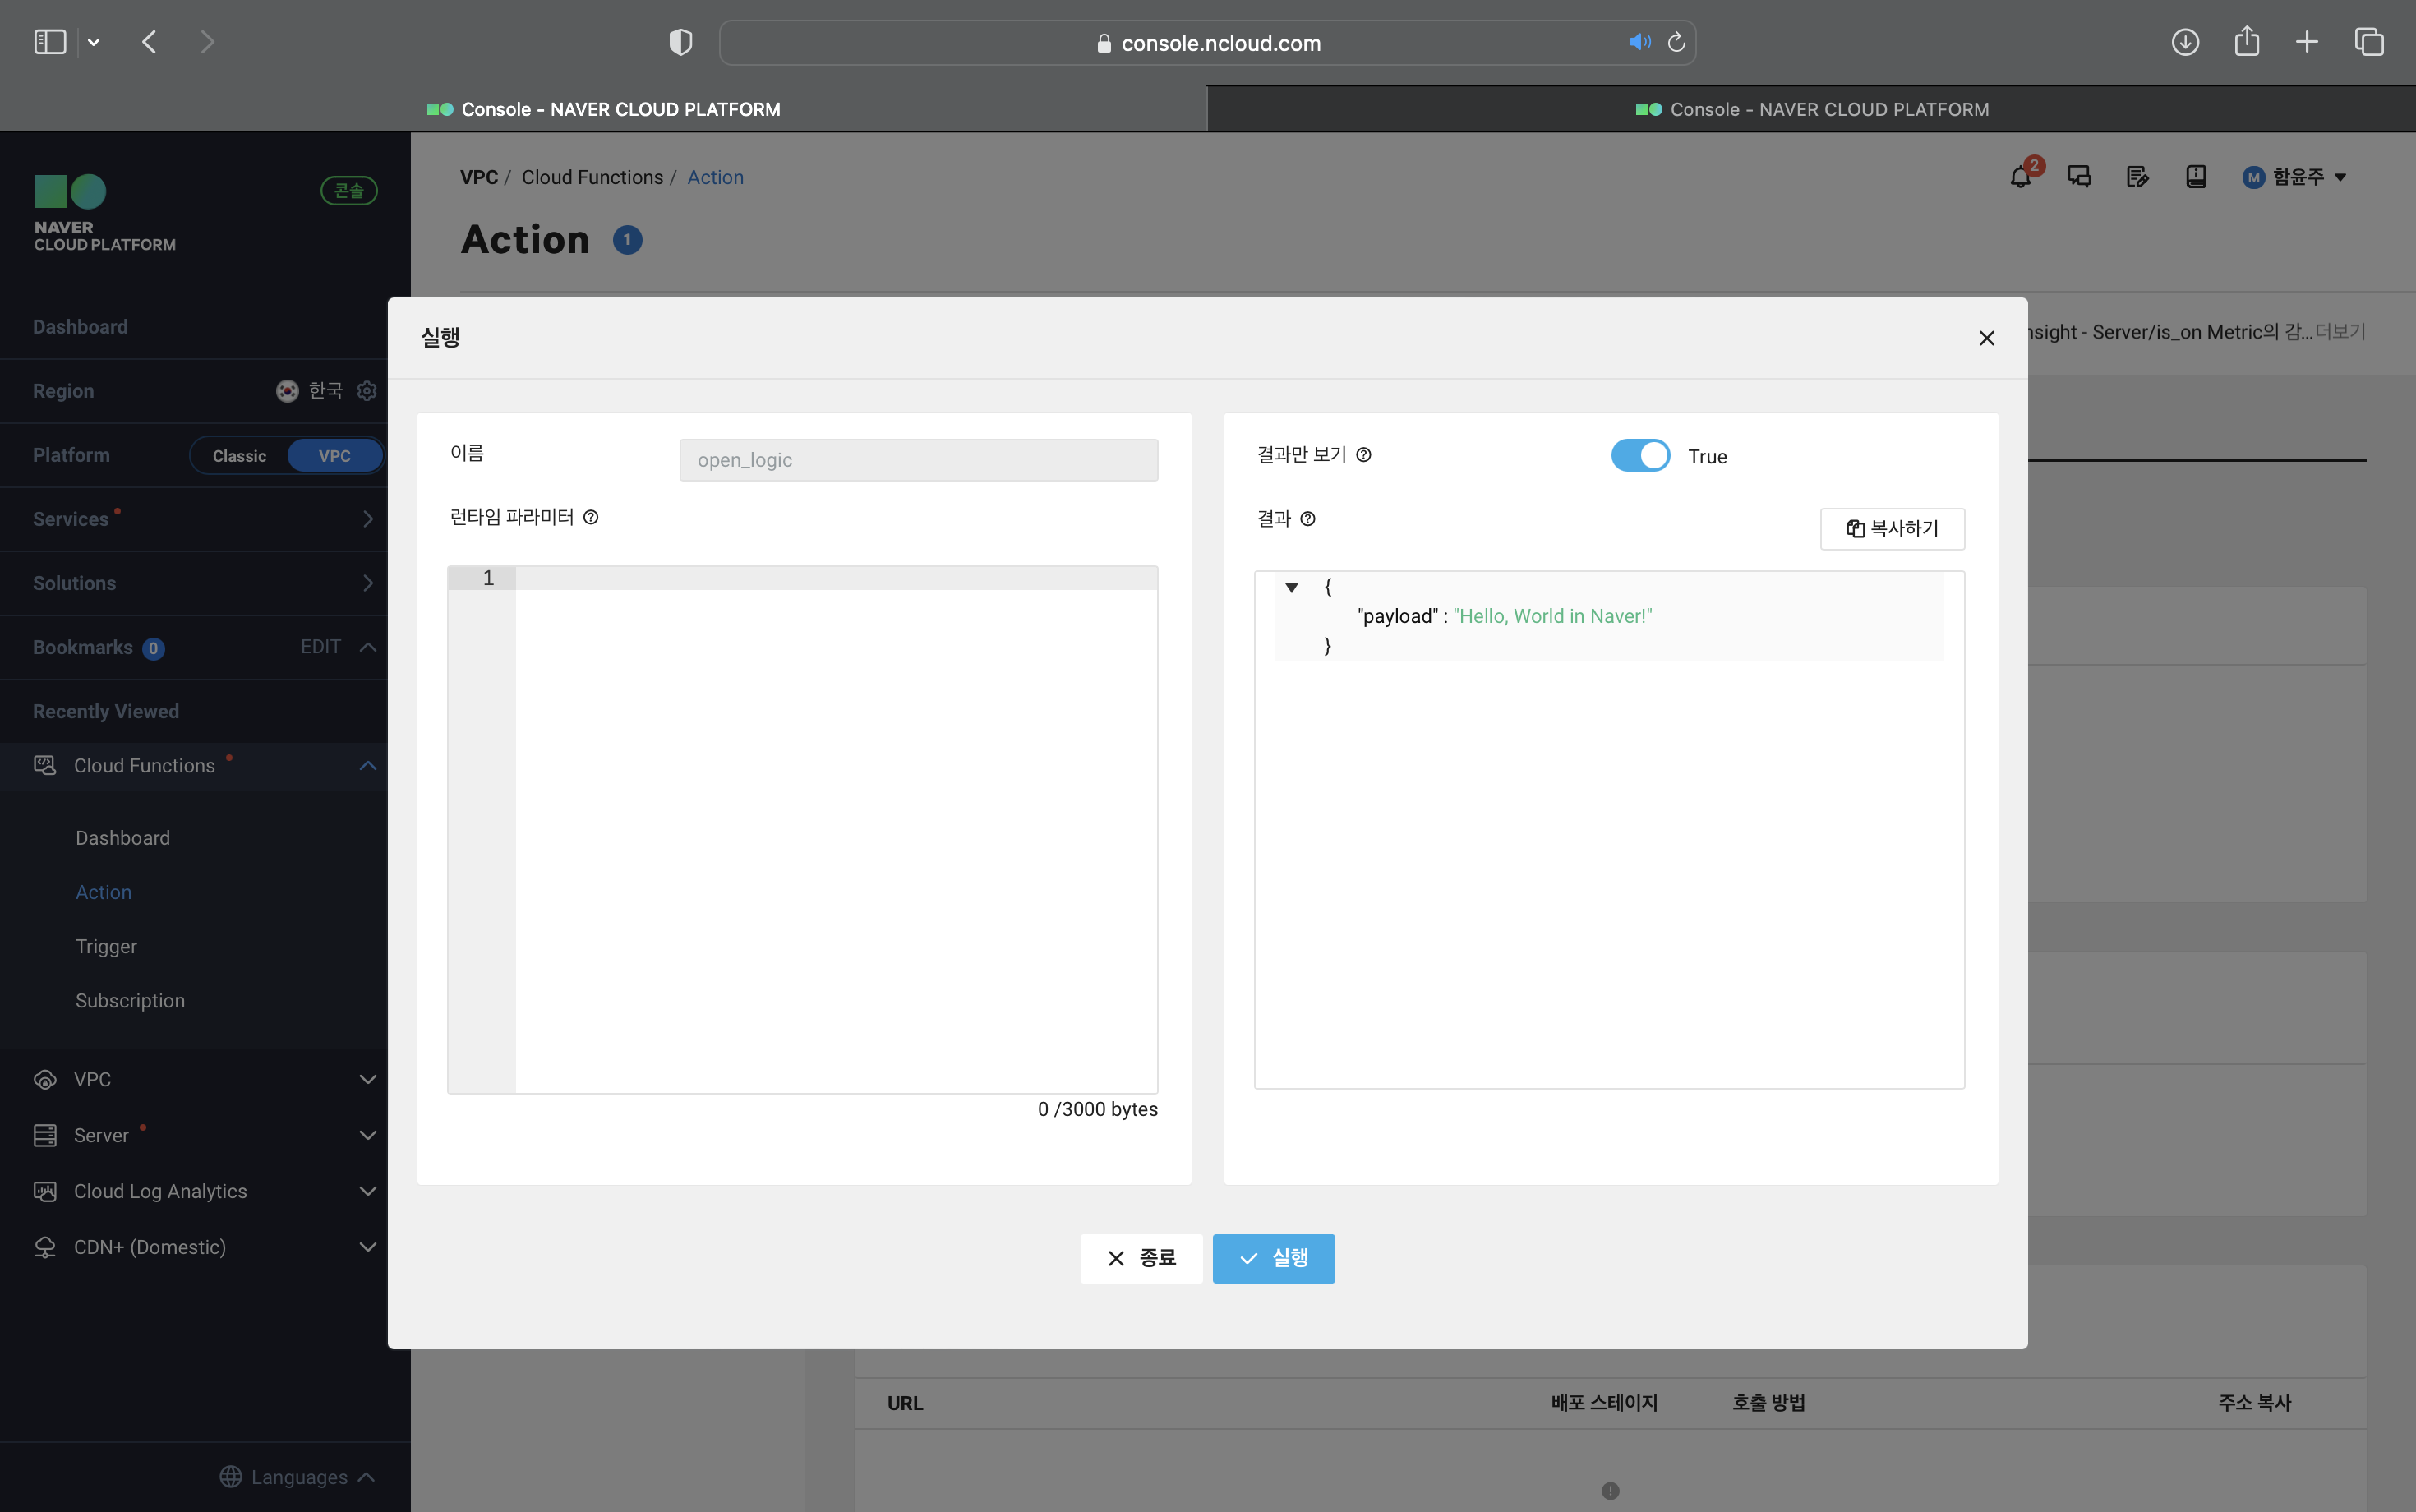 console.ncloud.com
Console - NAVER CLOUD PLATFORM
Console - NAVER CLOUD PLATFORM
NAVER
CLOUD PLATFORM
콘솔
VPC / Cloud Functions / Action
2
M 함윤주
Action 1
Dashboard
Region 한국
Platform Classic VPC
Services
Solutions
Bookmarks 0 EDIT
Recently Viewed
Cloud Functions
Dashboard
Action
Trigger
Subscription
VPC
Server
Cloud Log Analytics
CDN+ (Domestic)
Languages
nsight - Server/is_on Metric의 감... 더보기
실행
이름 open_logic
런타임 파라미터
1
0 /3000 bytes
결과만 보기 True
결과 복사하기
{
"payload" : "Hello, World in Naver!"
}
종료 실행
URL 배포 스테이지 호출 방법 주소 복사